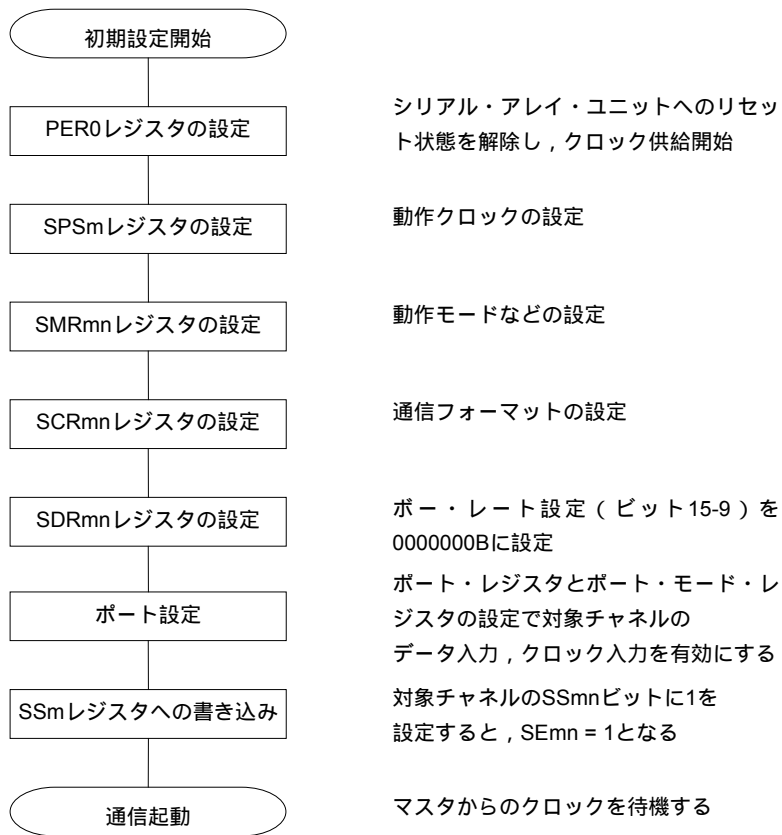 初期設定開始
PER0レジスタの設定
シリアル・アレイ・ユニットへのリセッ
ト状態を解除し，クロック供給開始
SPSmレジスタの設定
動作クロックの設定
SMRmnレジスタの設定
動作モードなどの設定
SCRmnレジスタの設定
通信フォーマットの設定
SDRmnレジスタの設定
ボー・レート設定（ビット15-9）を
0000000Bに設定
ポート設定
ポート・レジスタとポート・モード・レ
ジスタの設定で対象チャネルの
データ入力，クロック入力を有効にする
SSmレジスタへの書き込み
対象チャネルのSSmnビットに1を
設定すると，SEmn = 1となる
通信起動
マスタからのクロックを待機する